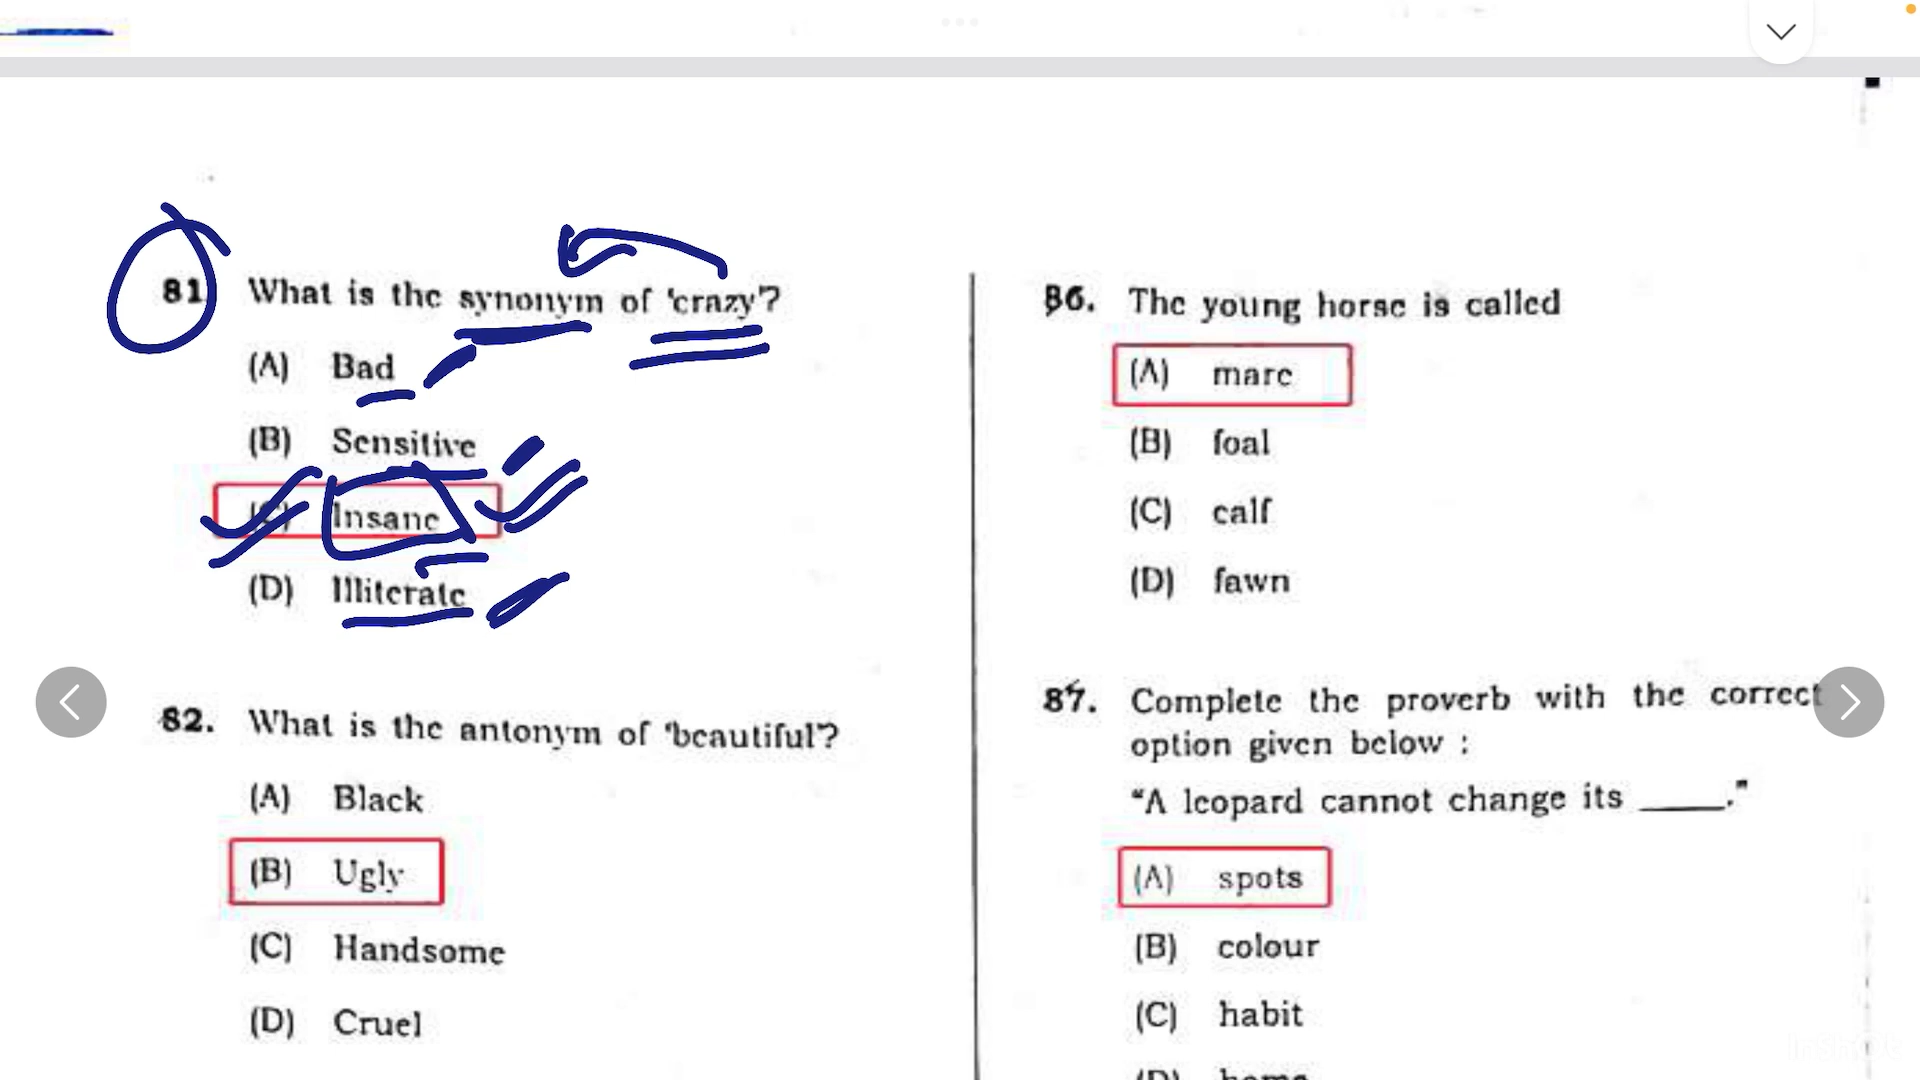 81. What is the synonym of 'crazy'?
(A) Bad
(B) Sensitive
(C) Insane
(D) Illiterate
82. What is the antonym of 'beautiful'?
(A) Black
(B) Ugly
(C) Handsome
(D) Cruel
86. The young horse is called
(A) mare
(B) foal
(C) calf
(D) fawn
87. Complete the proverb with the correct
option given below :
"A leopard cannot change its ____."
(A) spots
(B) colour
(C) habit
(D) home